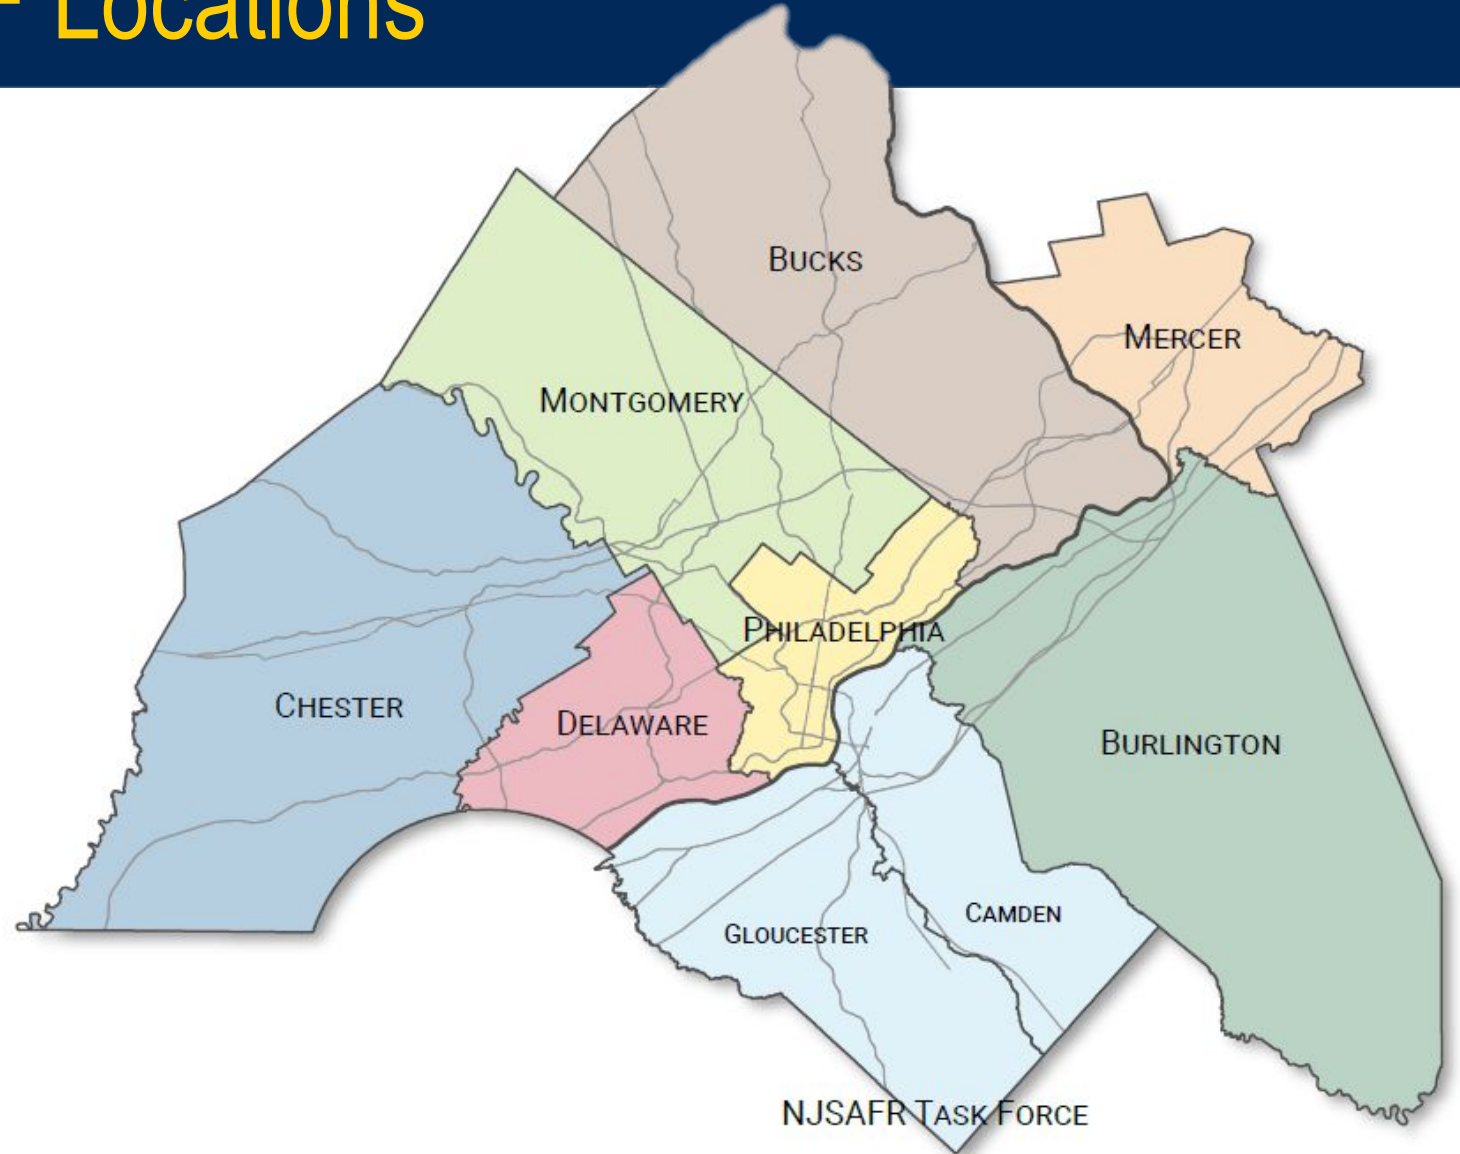 Locations
BUCKS
MERCER
MONTGOMERY
PHILADELPHIA
CHESTER
DELAWARE
BURLINGTON
CAMDEN
GLOUCESTER
NJSAFR TASK FORCE